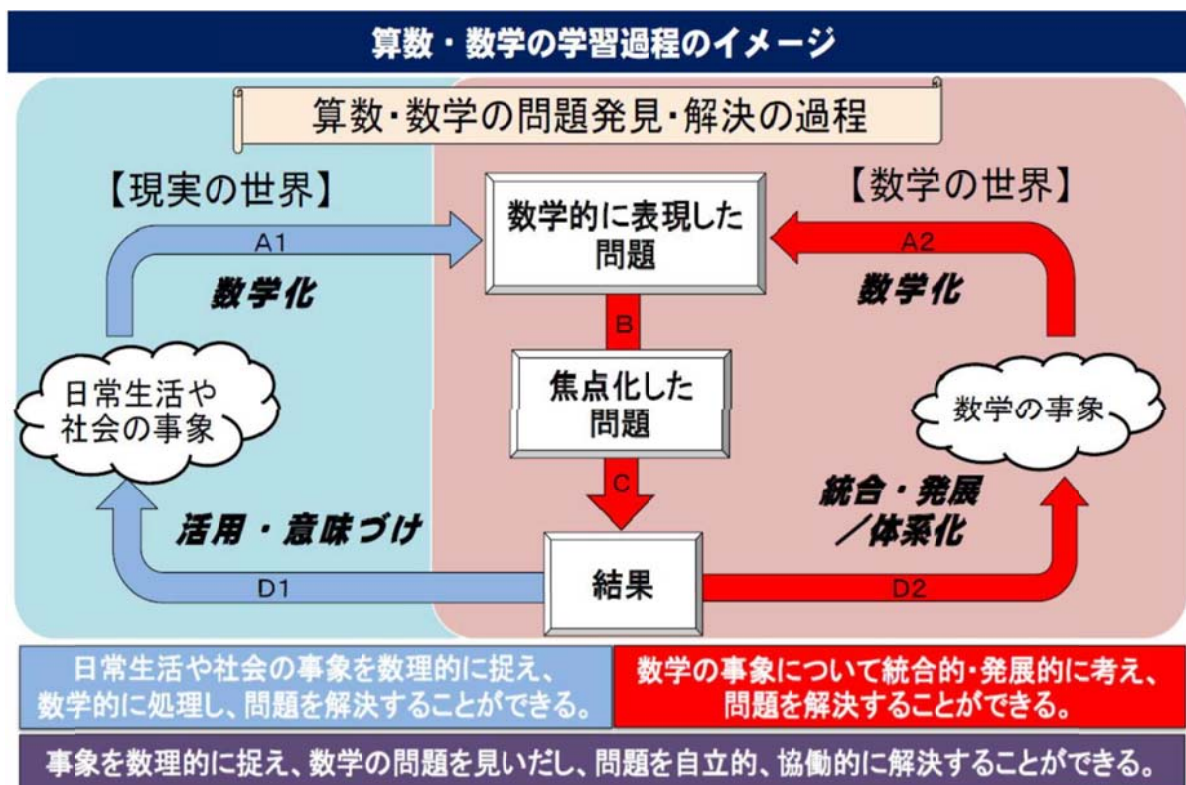 算数・数学の学習過程のイメージ
算数・数学の問題発見・解決の過程
【現実の世界】
【数学の世界】
A1
数学化
数学的に表現した
問題
A2
数学化
B
日常生活や
社会の事象
焦点化した
問題
数学の事象
C
活用・意味づけ
統合・発展
／体系化
D1
結果
D2
日常生活や社会の事象を数理的に捉え、
数学的に処理し、問題を解決することができる。
数学の事象について統合的・発展的に考え、
問題を解決することができる。
事象を数理的に捉え、数学の問題を見いだし、問題を自立的、協働的に解決することができる。